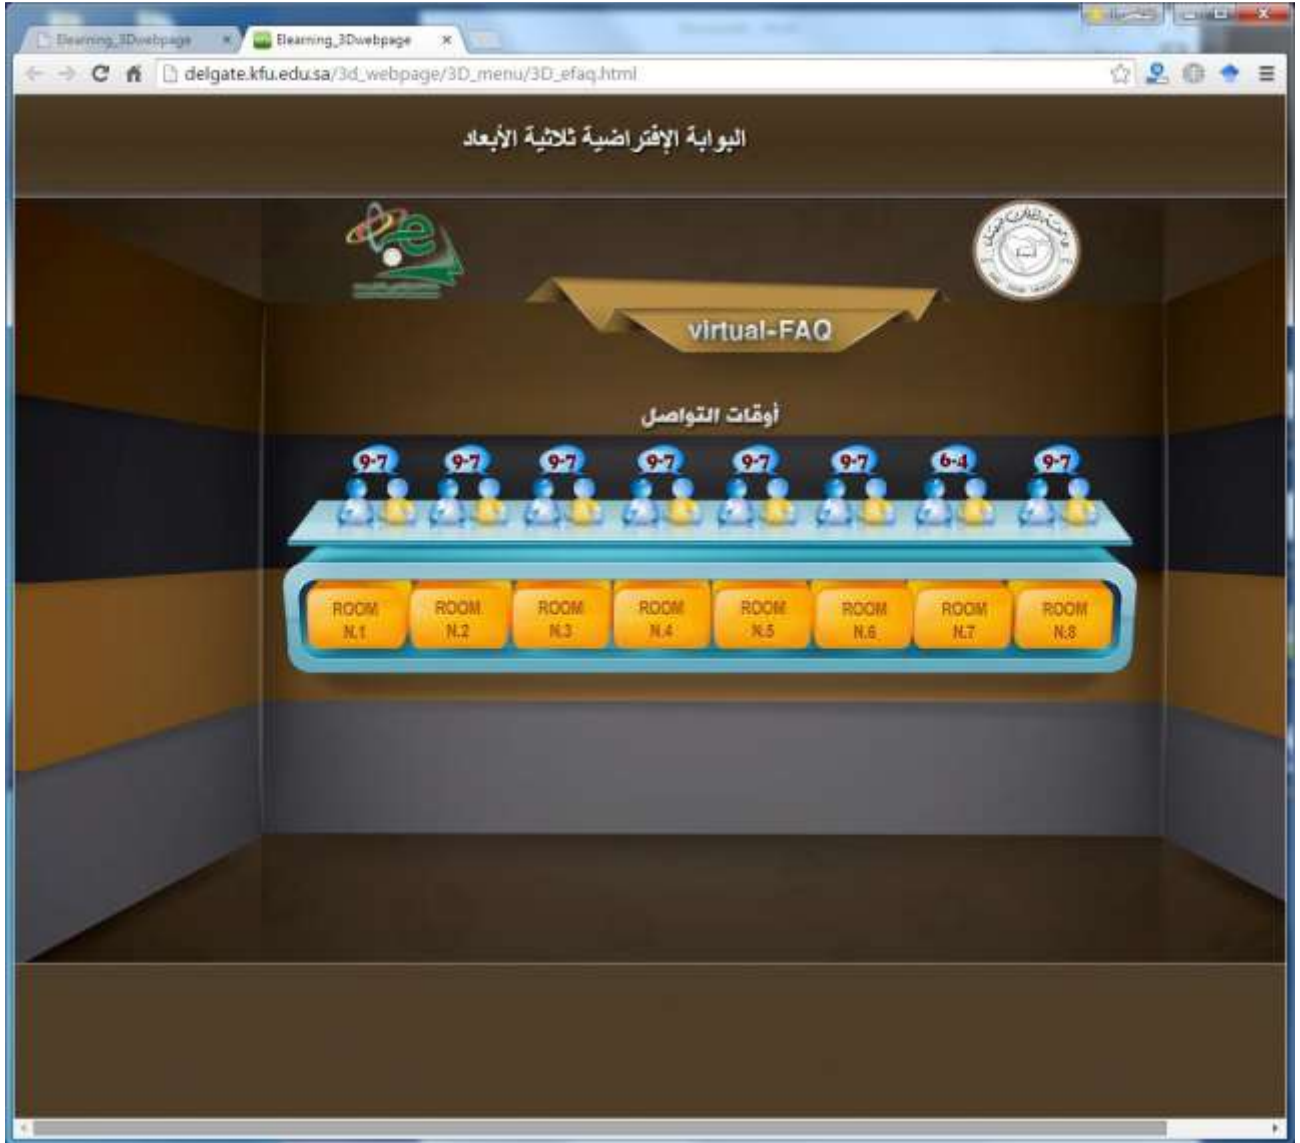 Elearning_3Dwebpage
Elearning_3Dwebpage
delgate.kfu.edu.sa/3d_webpage/3D_menu/3D_efaq.html
البوابة الإفتراضية ثلاثية الأبعاد
virtual-FAQ
أوقات التواصل
9-7 9-7 9-7 9-7 9-7 9-7 6-4 9-7
ROOM N.1
ROOM N.2
ROOM N.3
ROOM N.4
ROOM N.5
ROOM N.6
ROOM N.7
ROOM N.8